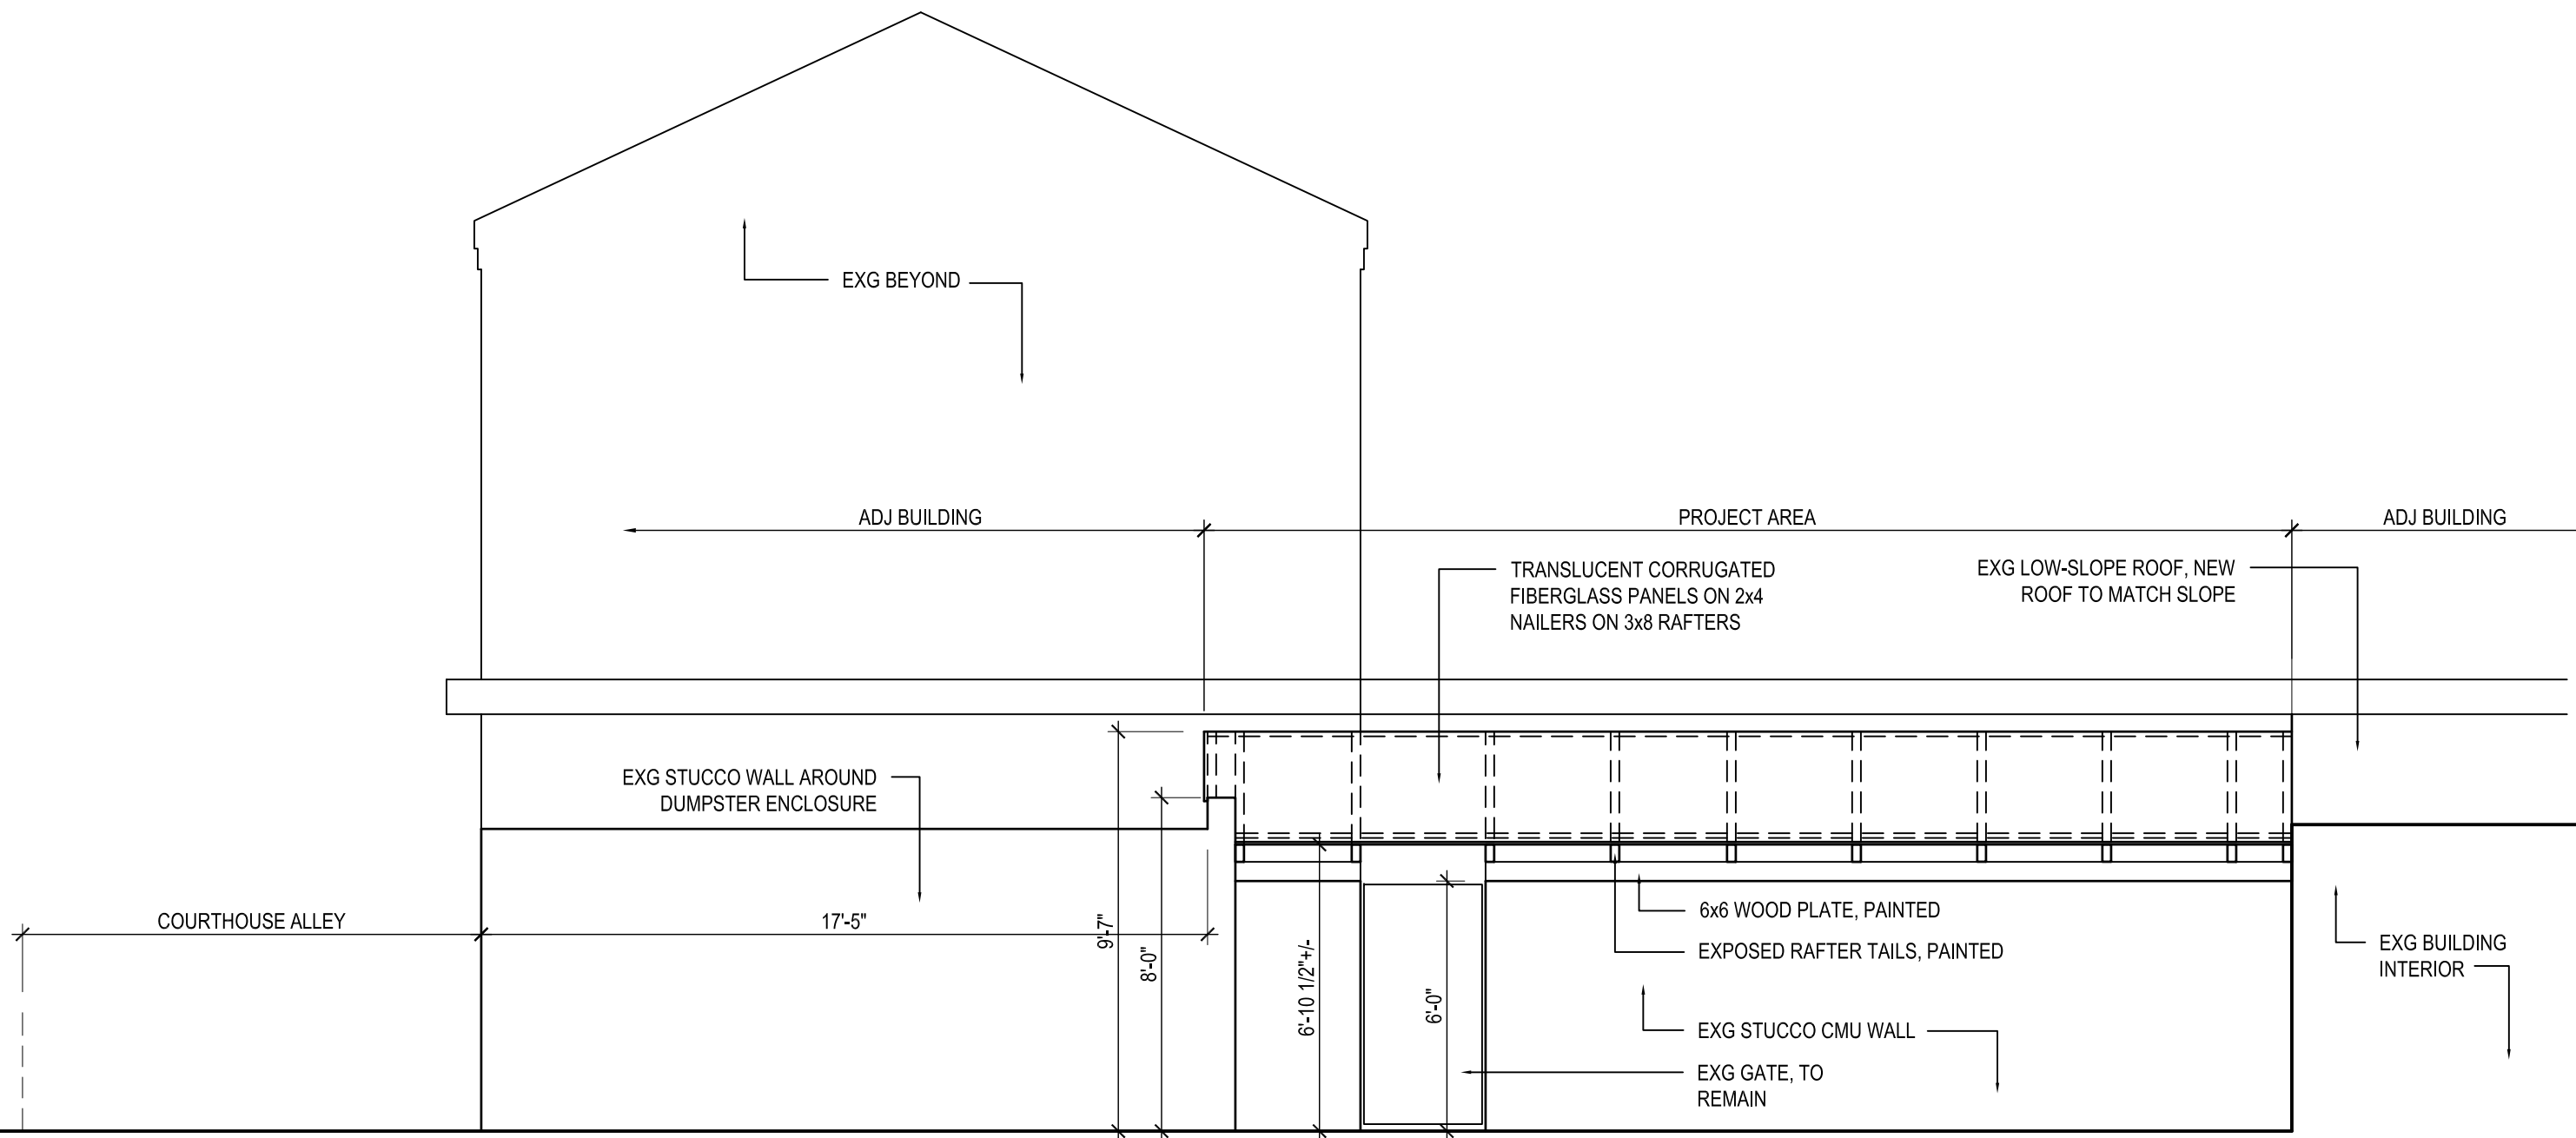 EXG BEYOND
ADJ BUILDING
PROJECT AREA
ADJ BUILDING
TRANSLUCENT CORRUGATED
FIBERGLASS PANELS ON 2x4
NAILERS ON 3x8 RAFTERS
EXG LOW-SLOPE ROOF, NEW
ROOF TO MATCH SLOPE
EXG STUCCO WALL AROUND
DUMPSTER ENCLOSURE
COURTHOUSE ALLEY
17'-5"
9'-7"
8'-0"
6'-10 1/2"+/-
6'-0"
6x6 WOOD PLATE, PAINTED
EXPOSED RAFTER TAILS, PAINTED
EXG STUCCO CMU WALL
EXG GATE, TO
REMAIN
EXG BUILDING
INTERIOR